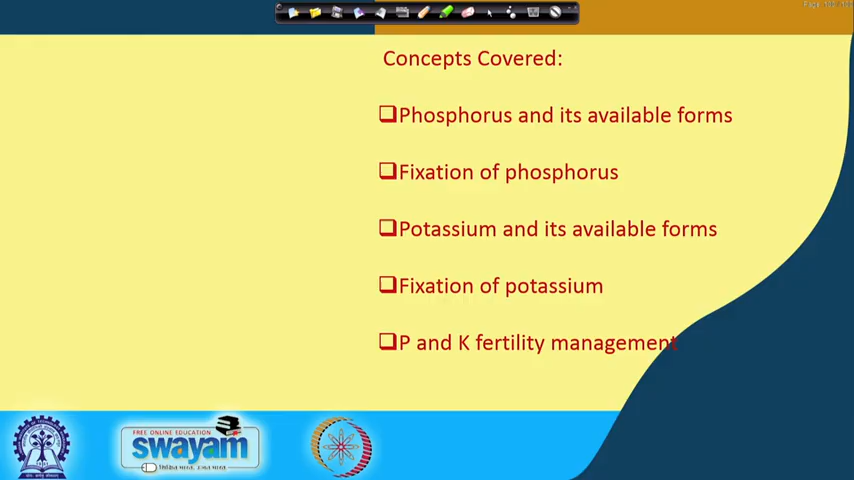 Concepts Covered:
❑Phosphorus and its available forms
❑Fixation of phosphorus
❑Potassium and its available forms
❑Fixation of potassium
❑P and K fertility management
FREE ONLINE EDUCATION
swayam